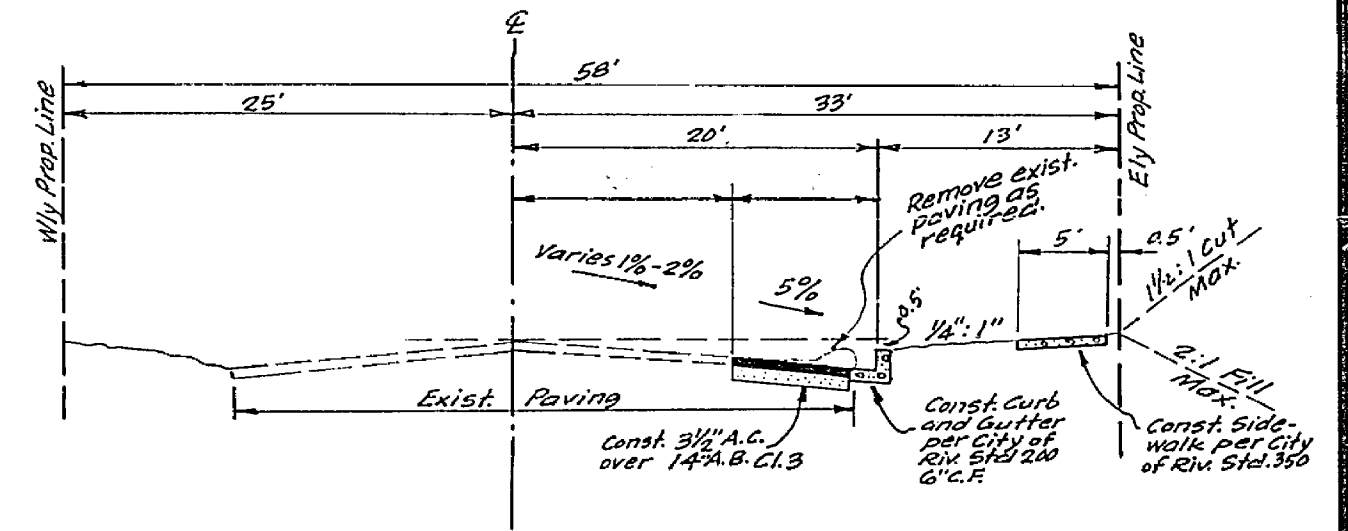 ℄
58'
25'
33'
20'
13'
W'ly Prop. Line
E'ly Prop. Line
Remove exist.
paving as
required.
5'
0.5'
1½:1 Cut
Max.
Varies 1%-2%
5%
0.5'
¼":1"
2:1 Fill
Max.
Exist. Paving
Const. 3½" A.C.
over 14" A.B. Cl.3
Const. Curb
and Gutter
per City of
Riv. Std 200
6" C.F.
Const. Side-
walk per City
of Riv. Std. 350